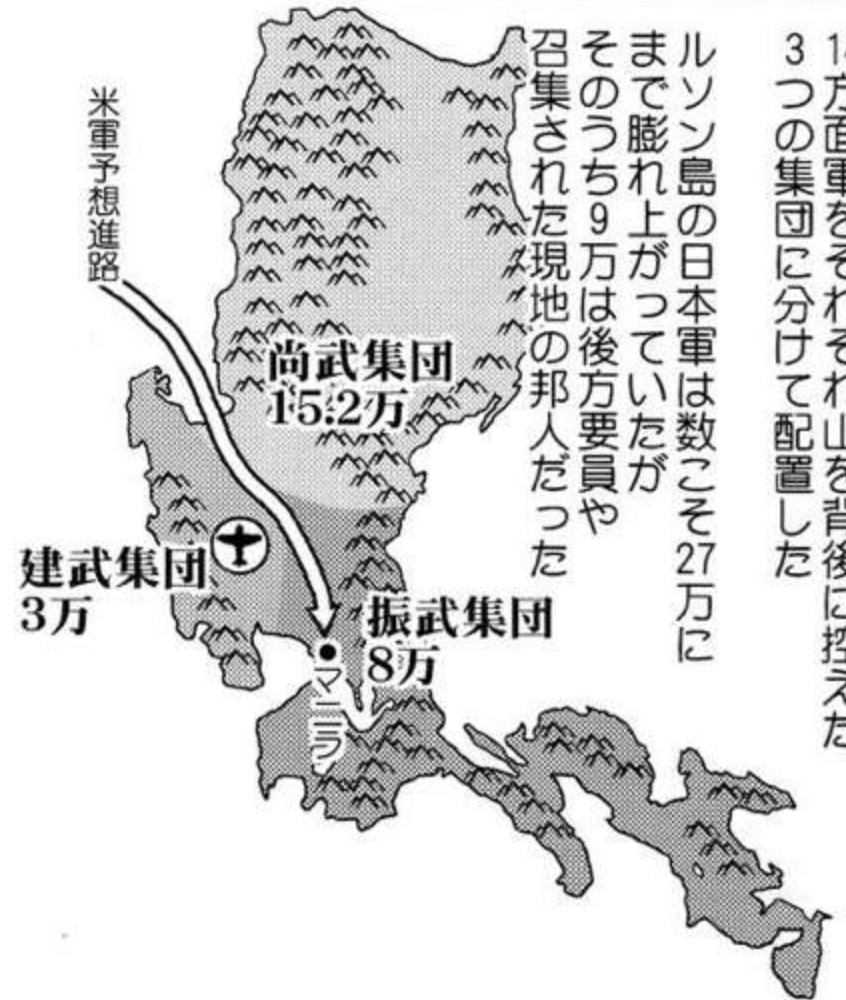 14方面軍をそれぞれ山を背後に控えた
3つの集団に分けて配置した
ルソン島の日本軍は数こそ27万に
まで膨れ上がっていたが
そのうち9万は後方要員や
召集された現地の邦人だった
米軍予想進路
尚武集団
15.2万
建武集団
3万
振武集団
8万
マニラ